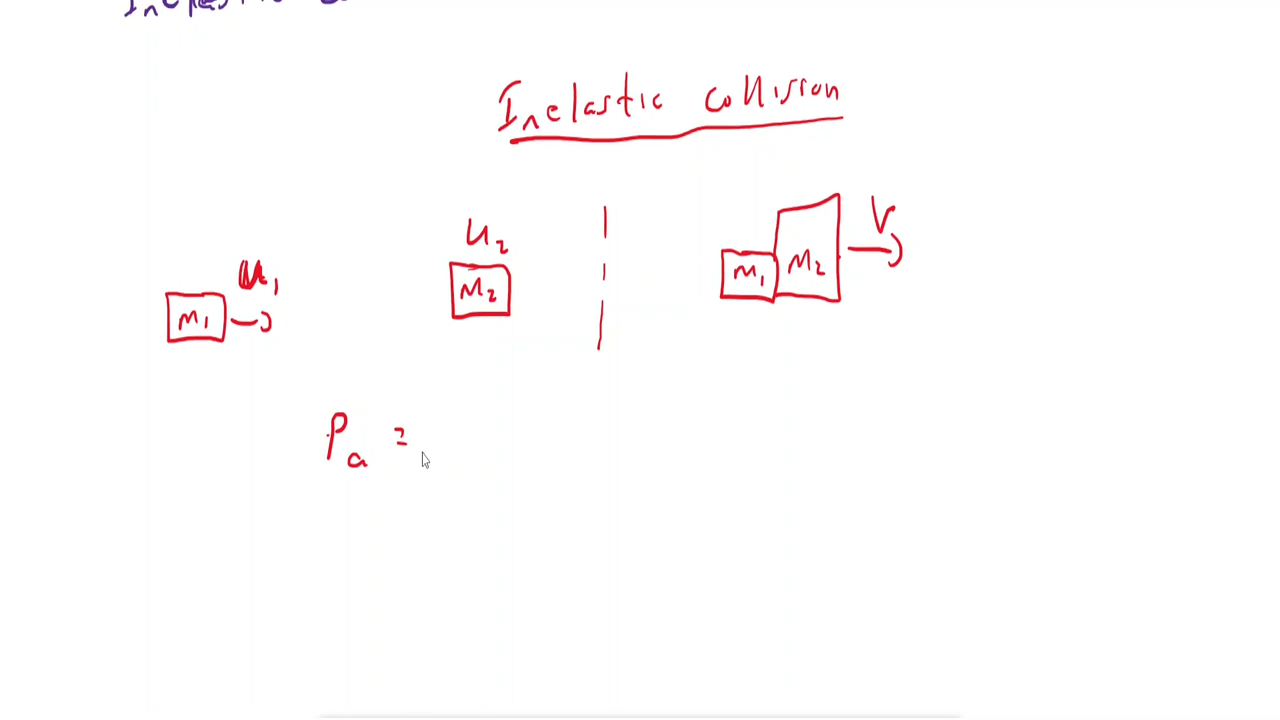 Inelastic collision
u₂
V
u₁
M₂
m₁ M₂
m₁
Pₐ =